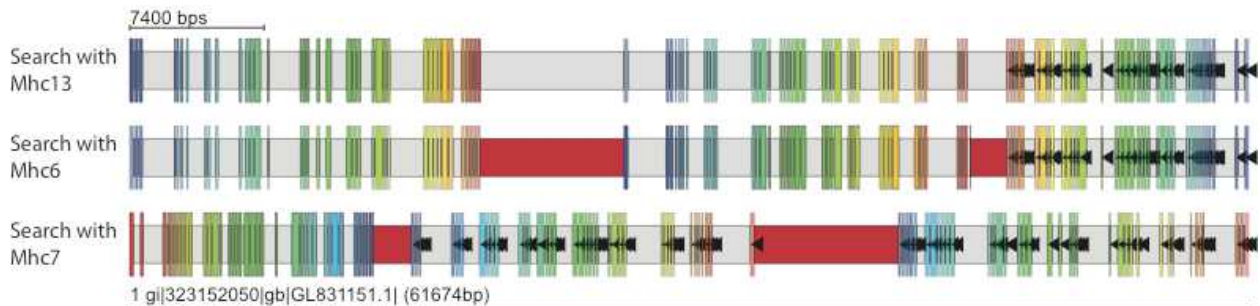 7400 bps
Search with
Mhc13
Search with
Mhc6
Search with
Mhc7
1 gi|323152050|gb|GL831151.1| (61674bp)